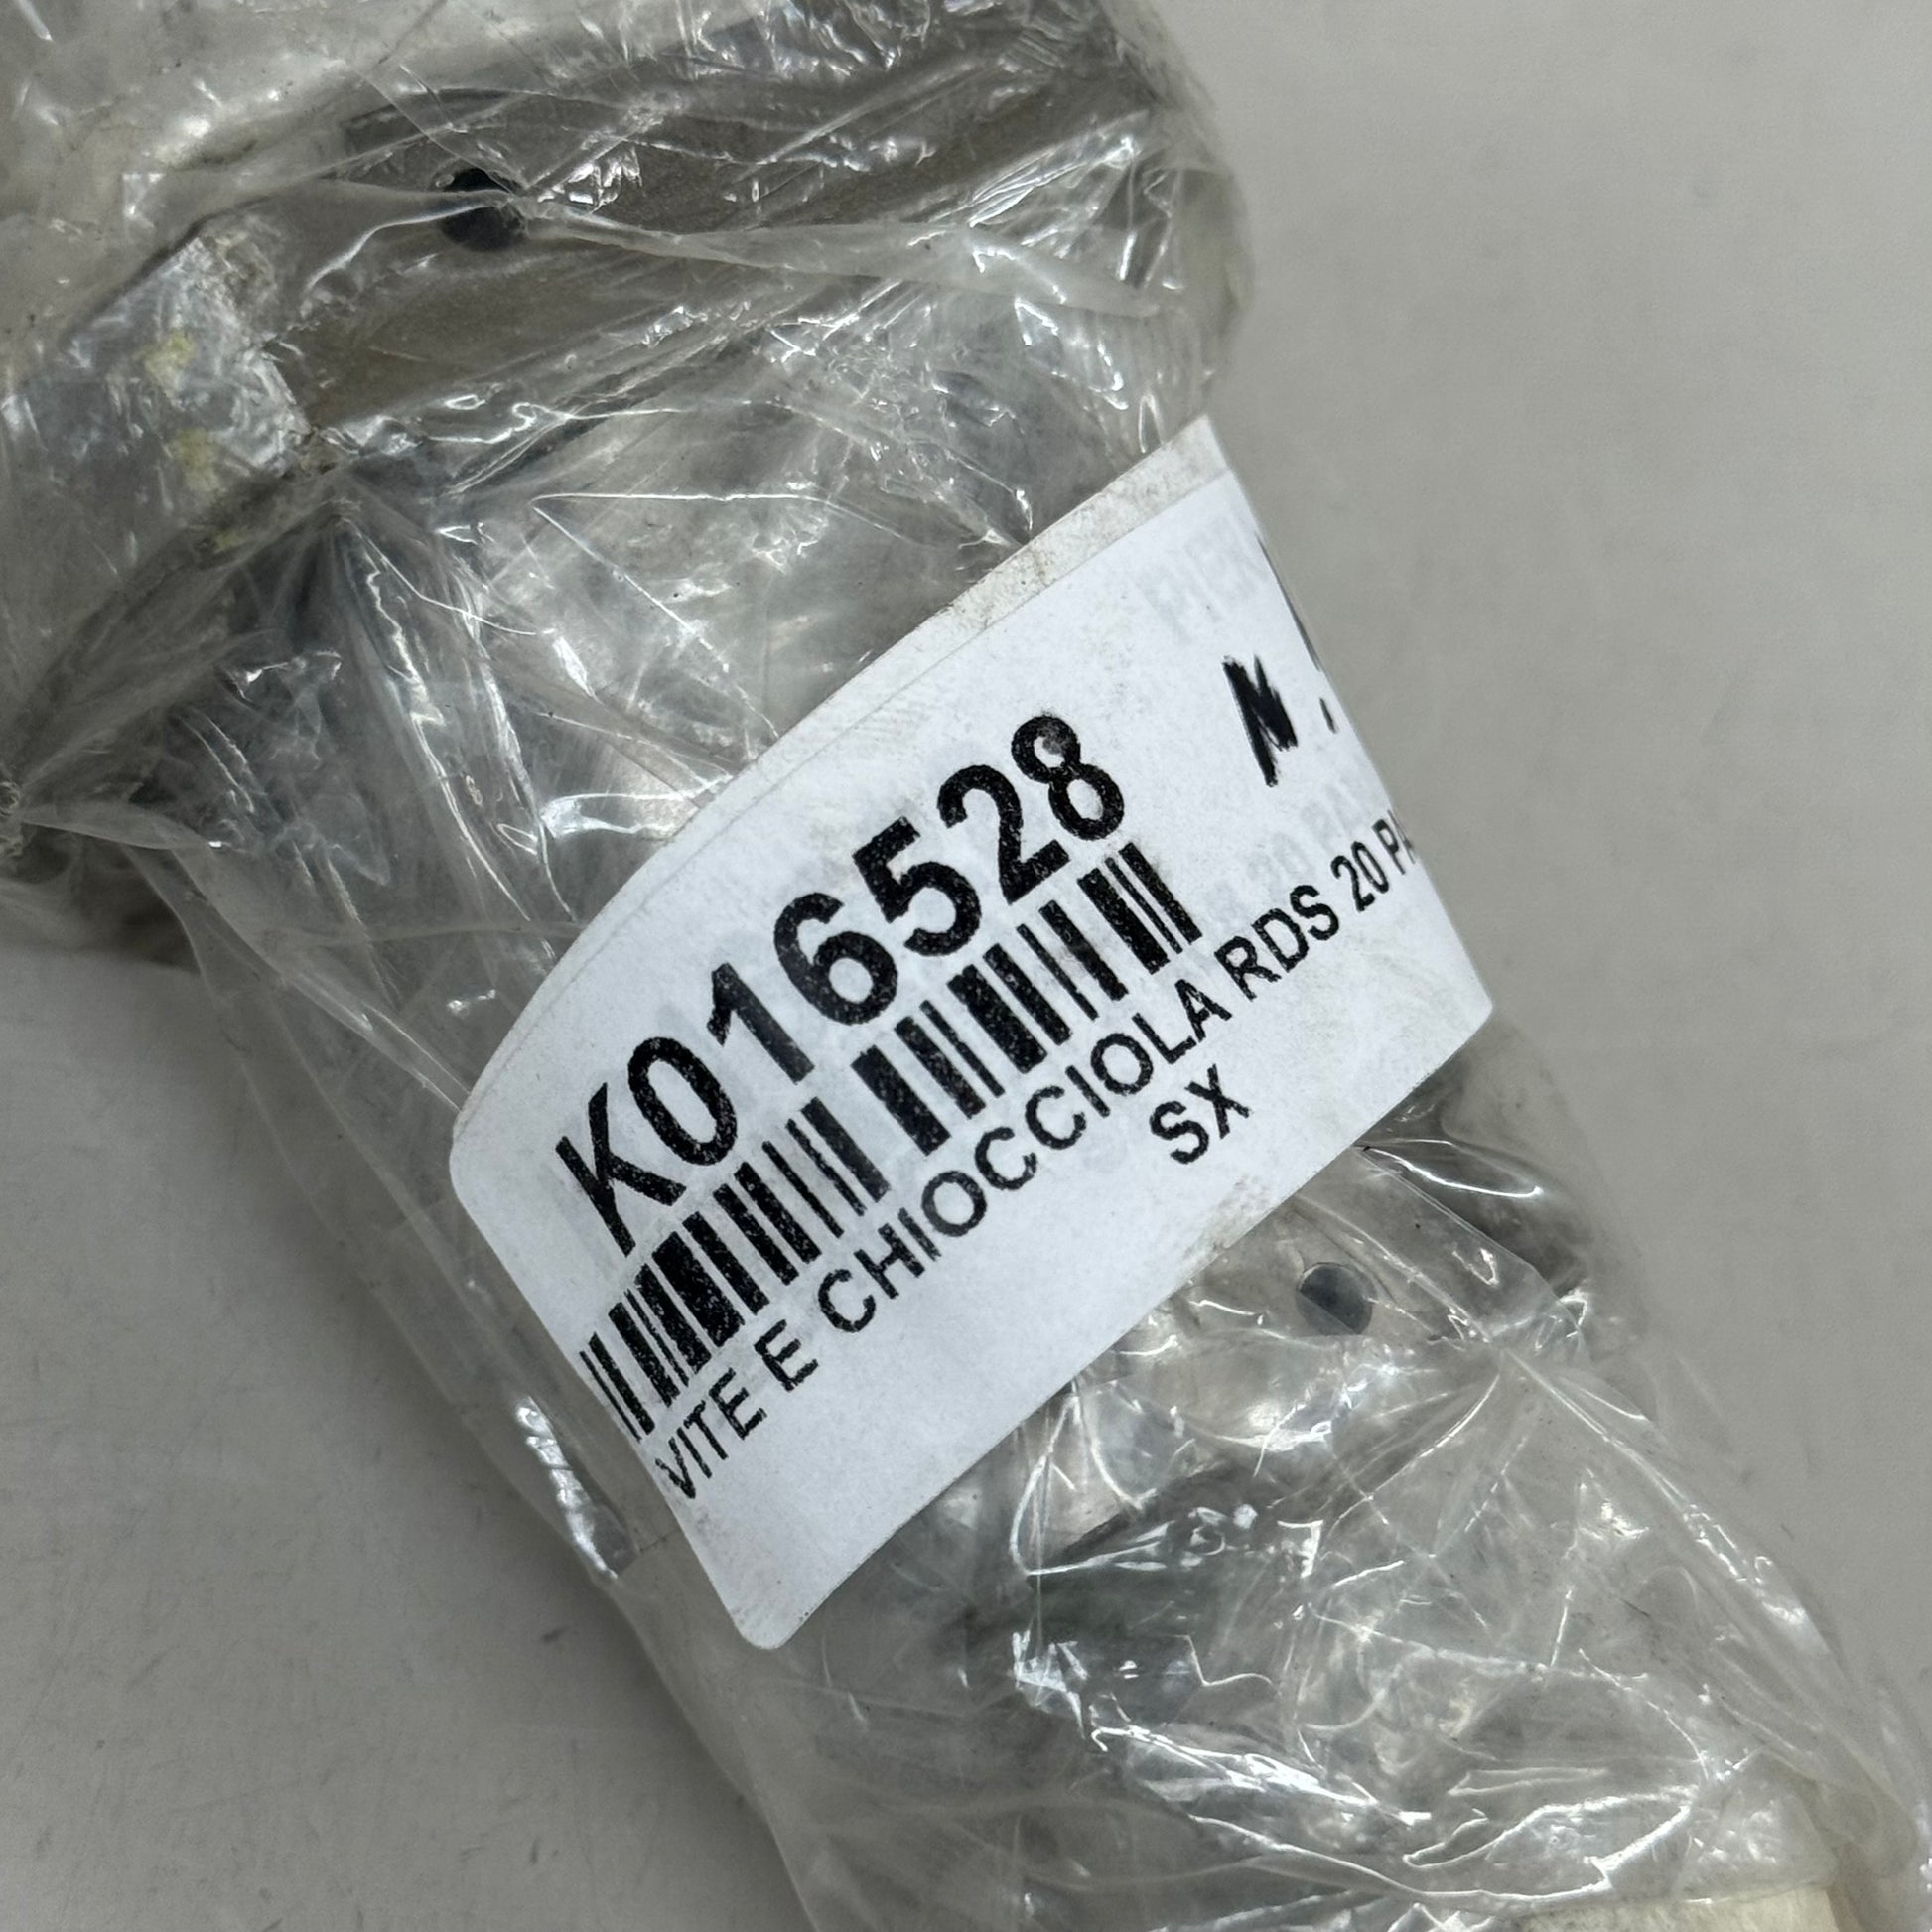 K016528
VITE E CHIOCCIOLA RDS 20
SX